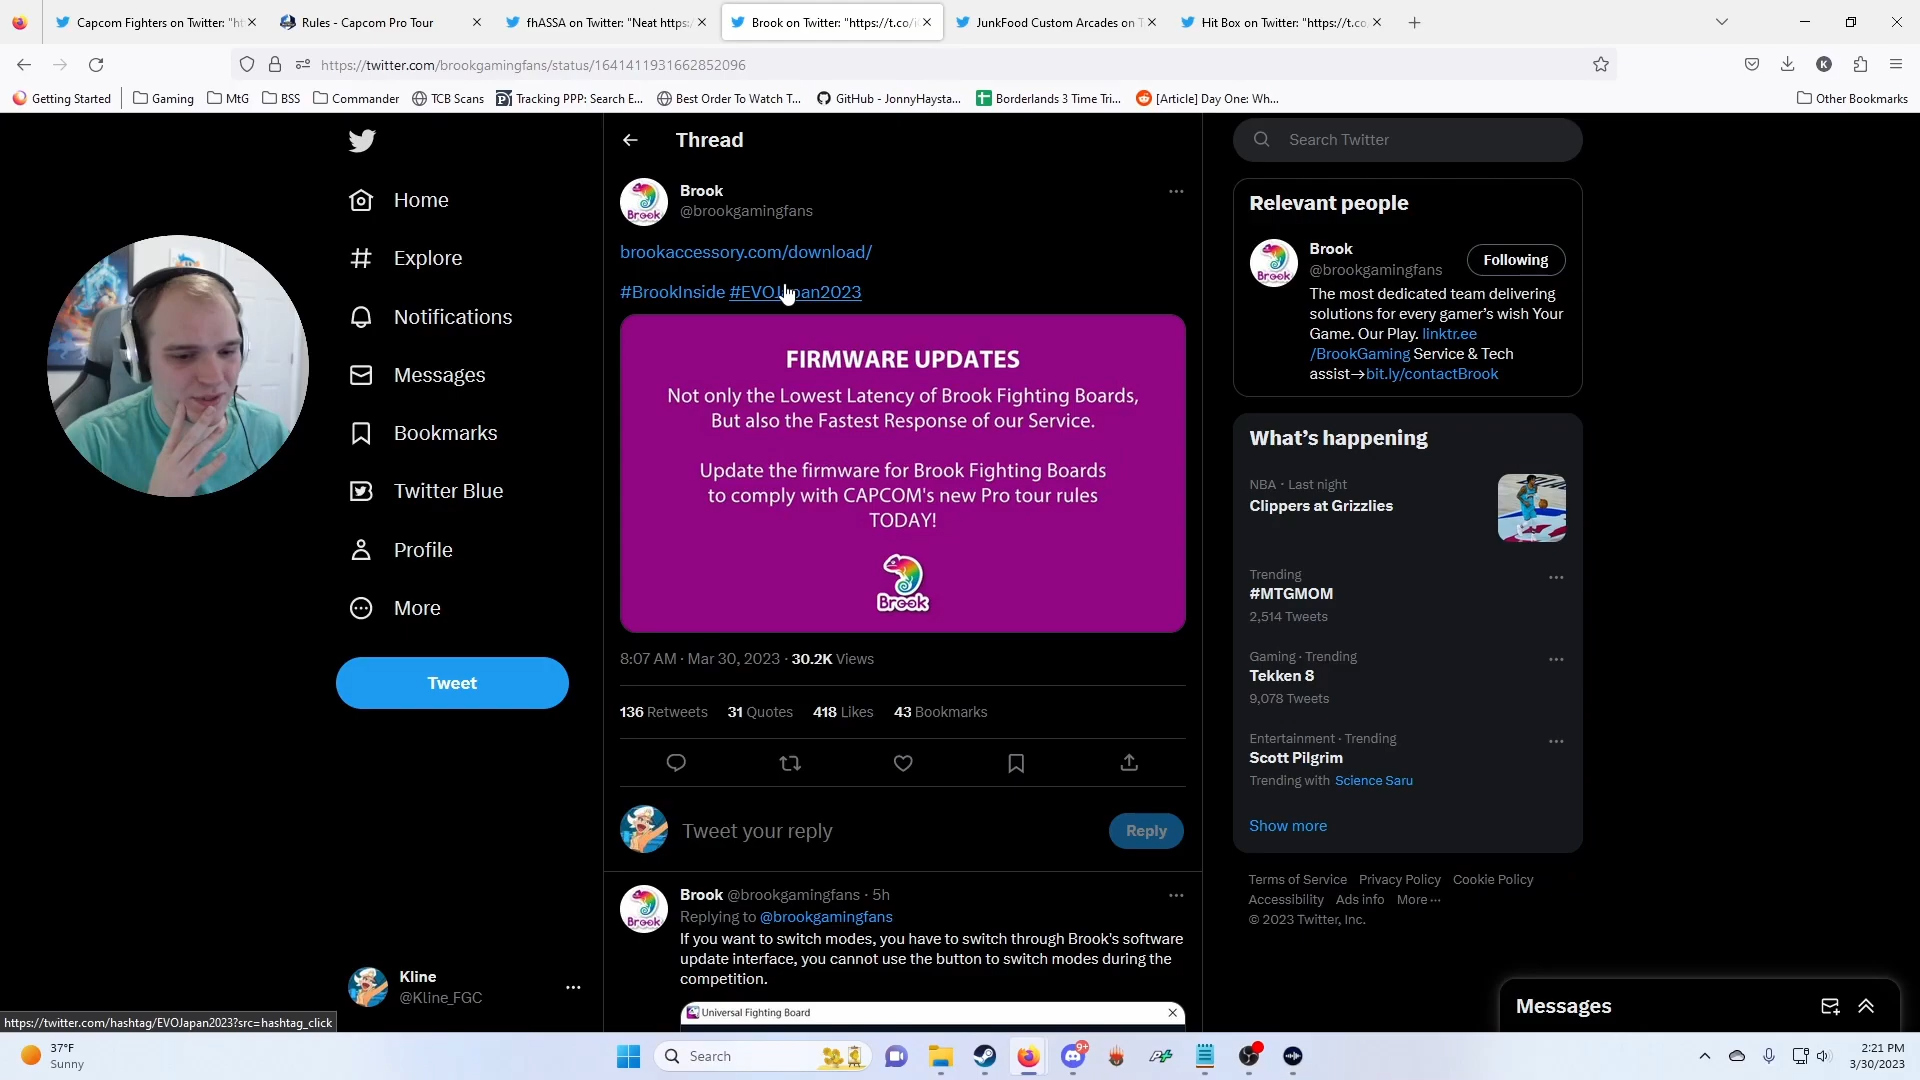 Capcom Fighters on Twitter: "ht
Rules - Capcom Pro Tour
fhASSA on Twitter: "Neat https:/
Brook on Twitter: "https://t.co/i
JunkFood Custom Arcades on T
Hit Box on Twitter: "https://t.co,
https://twitter.com/brookgamingfans/status/1641411931662852096
K
Getting Started
Gaming
MtG
BSS
Commander
TCB Scans
Tracking PPP: Search E...
Best Order To Watch T...
GitHub - JonnyHaysta...
Borderlands 3 Time Tri...
[Article] Day One: Wh...
Other Bookmarks
Home
Explore
Notifications
Messages
Bookmarks
Twitter Blue
Profile
More
Tweet
Kline
@Kline_FGC
https://twitter.com/hashtag/EVOJapan2023?src=hashtag_click
Thread
Brook
Brook
@brookgamingfans
brookaccessory.com/download/
#BrookInside #EVOJapan2023
FIRMWARE UPDATES
Not only the Lowest Latency of Brook Fighting Boards,
But also the Fastest Response of our Service.
Update the firmware for Brook Fighting Boards
to comply with CAPCOM's new Pro tour rules
TODAY!
Brook
8:07 AM · Mar 30, 2023 · 30.2K Views
136 Retweets 31 Quotes 418 Likes 43 Bookmarks
Tweet your reply
Reply
Brook
Brook @brookgamingfans · 5h
Replying to @brookgamingfans
If you want to switch modes, you have to switch through Brook's software
update interface, you cannot use the button to switch modes during the
competition.
Universal Fighting Board
Search Twitter
Relevant people
Brook
Brook
@brookgamingfans
Following
The most dedicated team delivering
solutions for every gamer's wish Your
Game. Our Play. linktr.ee
/BrookGaming Service & Tech
assist→bit.ly/contactBrook
What's happening
NBA · Last night
Clippers at Grizzlies
Trending
#MTGMOM
2,514 Tweets
Gaming · Trending
Tekken 8
9,078 Tweets
Entertainment · Trending
Scott Pilgrim
Trending with Science Saru
Show more
Terms of Service Privacy Policy Cookie Policy
Accessibility Ads info More ···
© 2023 Twitter, Inc.
Messages
37°F
Sunny
Search
9+
2:21 PM
3/30/2023